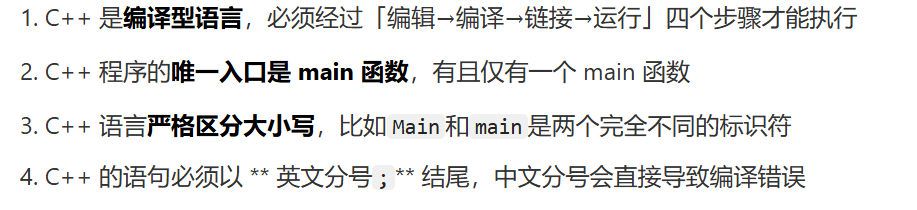 1. C++ 是编译型语言，必须经过「编辑→编译→链接→运行」四个步骤才能执行
2. C++ 程序的唯一入口是 main 函数，有且仅有一个 main 函数
3. C++ 语言严格区分大小写，比如 Main 和 main 是两个完全不同的标识符
4. C++ 的语句必须以 ** 英文分号 ; ** 结尾，中文分号会直接导致编译错误